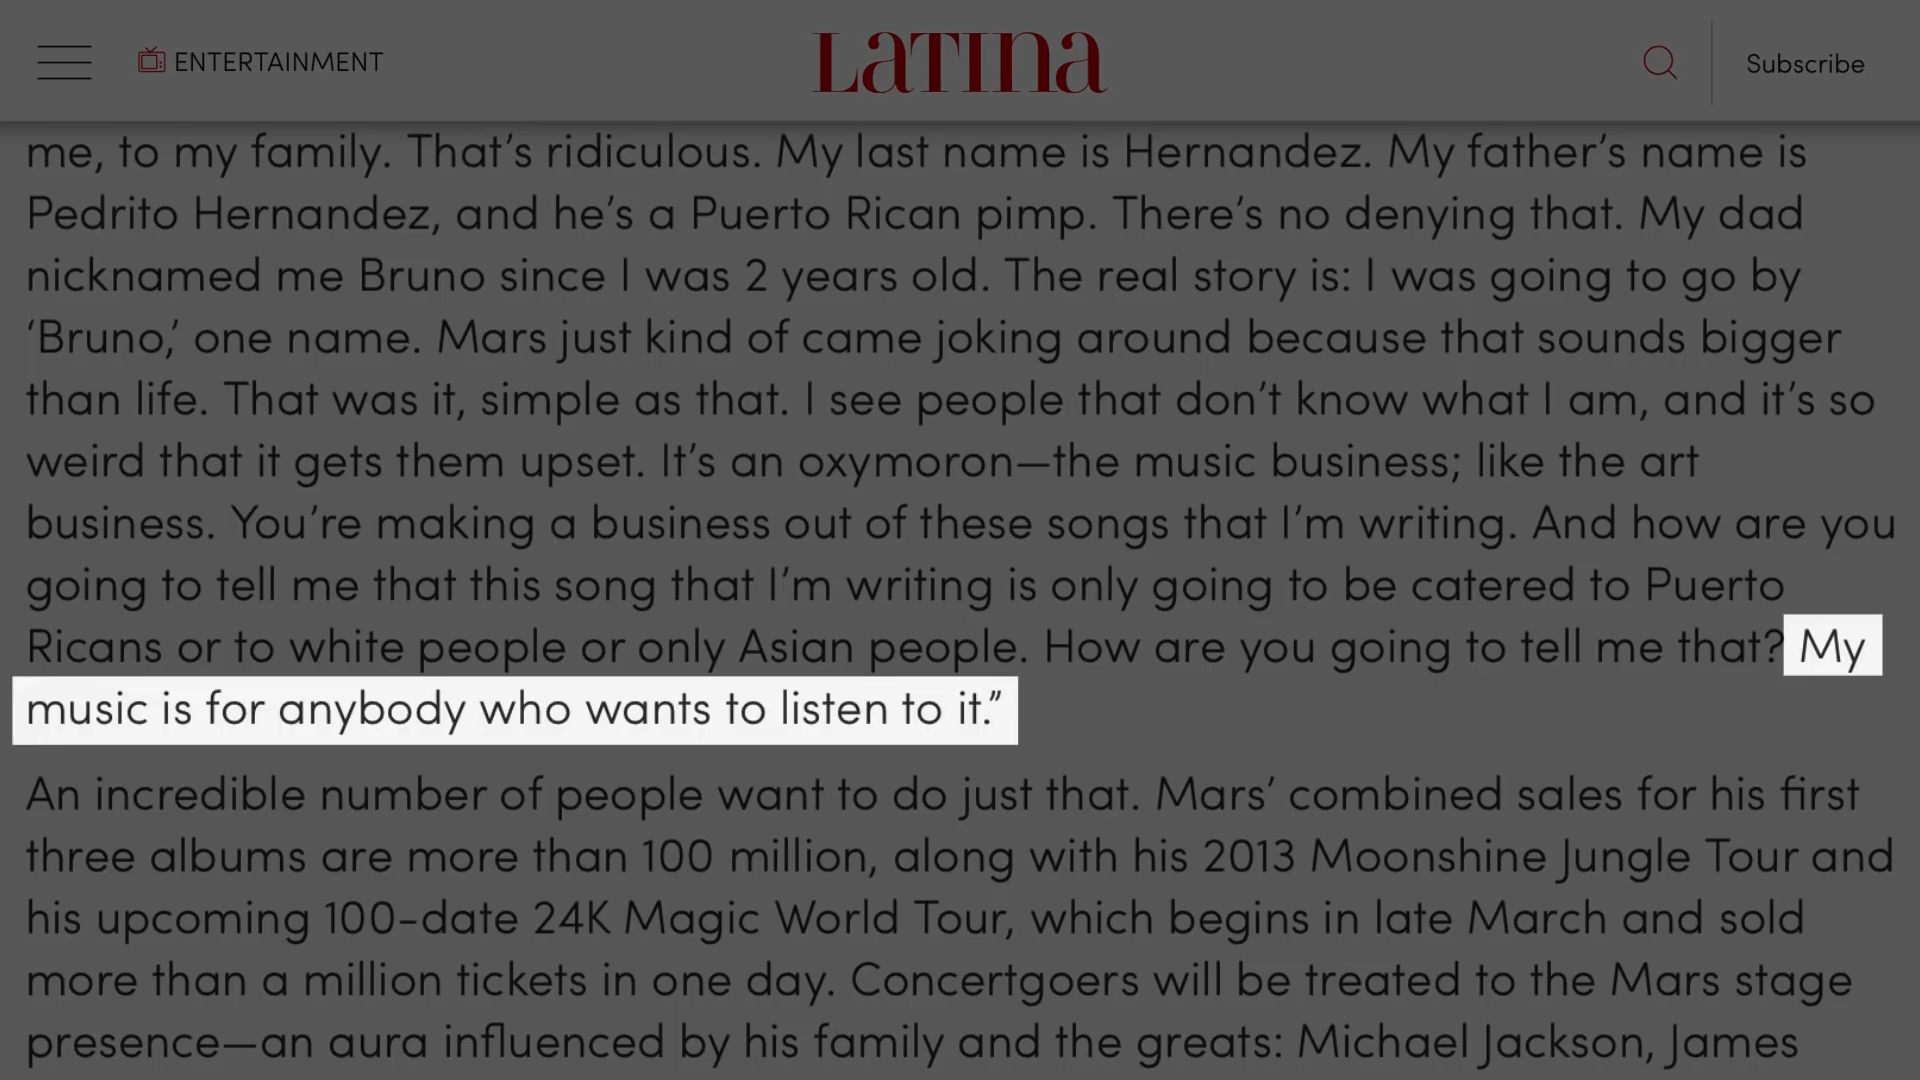 ENTERTAINMENT
LATINA
Subscribe
me, to my family. That’s ridiculous. My last name is Hernandez. My father’s name is
Pedrito Hernandez, and he’s a Puerto Rican pimp. There’s no denying that. My dad
nicknamed me Bruno since I was 2 years old. The real story is: I was going to go by
‘Bruno,’ one name. Mars just kind of came joking around because that sounds bigger
than life. That was it, simple as that. I see people that don’t know what I am, and it’s so
weird that it gets them upset. It’s an oxymoron—the music business; like the art
business. You’re making a business out of these songs that I’m writing. And how are you
going to tell me that this song that I’m writing is only going to be catered to Puerto
Ricans or to white people or only Asian people. How are you going to tell me that? My
music is for anybody who wants to listen to it.”
An incredible number of people want to do just that. Mars’ combined sales for his first
three albums are more than 100 million, along with his 2013 Moonshine Jungle Tour and
his upcoming 100-date 24K Magic World Tour, which begins in late March and sold
more than a million tickets in one day. Concertgoers will be treated to the Mars stage
presence—an aura influenced by his family and the greats: Michael Jackson, James